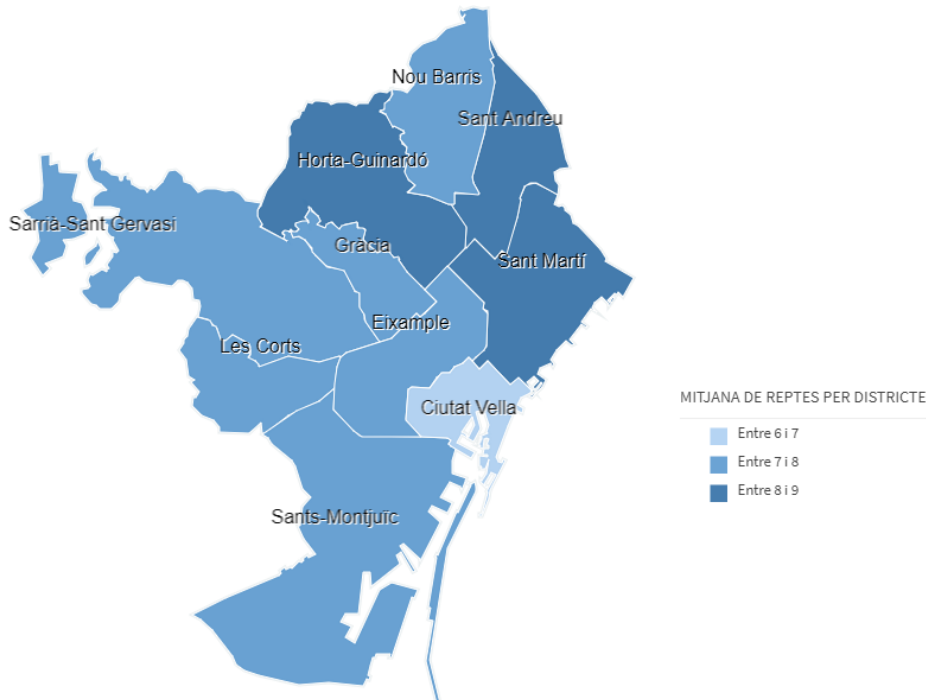 Nou Barris
Sant Andreu
Horta-Guinardó
Sarrià-Sant Gervasi
Gràcia
Sant Martí
Eixample
Les Corts
Ciutat Vella
Sants-Montjuïc
MITJANA DE REPTES PER DISTRICTE
Entre 6 i 7
Entre 7 i 8
Entre 8 i 9